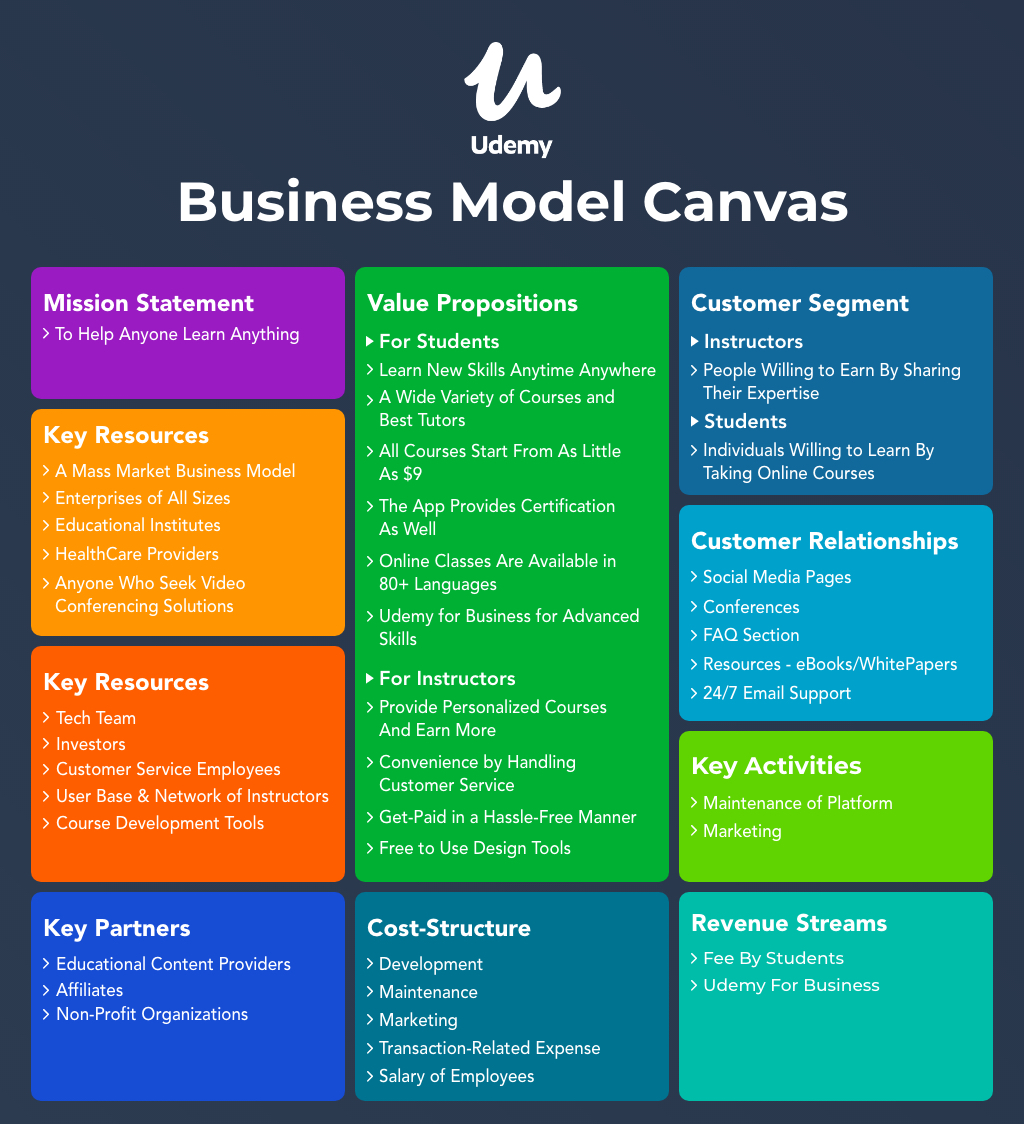 Udemy
Business Model Canvas
Mission Statement
To Help Anyone Learn Anything
Key Resources
A Mass Market Business Model
Enterprises of All Sizes
Educational Institutes
HealthCare Providers
Anyone Who Seek Video
Conferencing Solutions
Key Resources
Tech Team
Investors
Customer Service Employees
User Base & Network of Instructors
Course Development Tools
Key Partners
Educational Content Providers
Affiliates
Non-Profit Organizations
Value Propositions
For Students
Learn New Skills Anytime Anywhere
A Wide Variety of Courses and
Best Tutors
All Courses Start From As Little
As $9
The App Provides Certification
As Well
Online Classes Are Available in
80+ Languages
Udemy for Business for Advanced
Skills
For Instructors
Provide Personalized Courses
And Earn More
Convenience by Handling
Customer Service
Get-Paid in a Hassle-Free Manner
Free to Use Design Tools
Cost-Structure
Development
Maintenance
Marketing
Transaction-Related Expense
Salary of Employees
Customer Segment
Instructors
People Willing to Earn By Sharing
Their Expertise
Students
Individuals Willing to Learn By
Taking Online Courses
Customer Relationships
Social Media Pages
Conferences
FAQ Section
Resources - eBooks/WhitePapers
24/7 Email Support
Key Activities
Maintenance of Platform
Marketing
Revenue Streams
Fee By Students
Udemy For Business